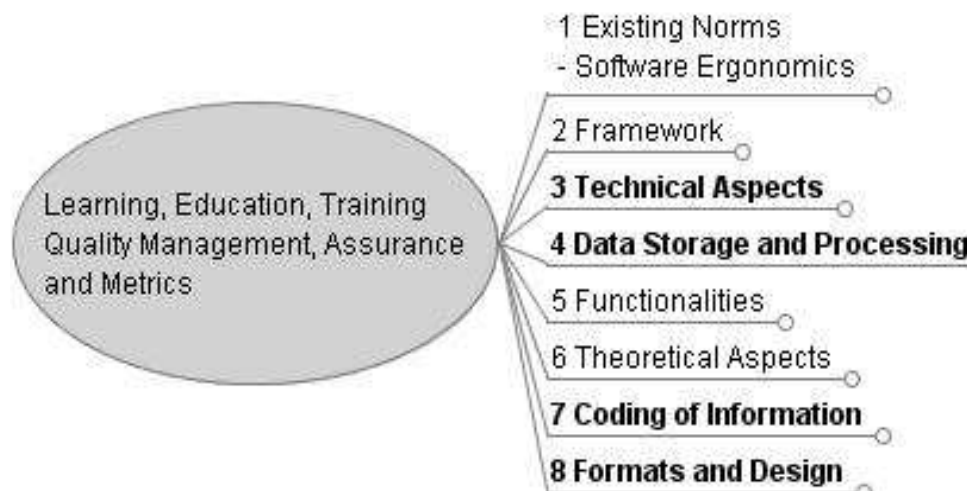 Learning, Education, Training
Quality Management, Assurance
and Metrics
1 Existing Norms
- Software Ergonomics
2 Framework
3 Technical Aspects
4 Data Storage and Processing
5 Functionalities
6 Theoretical Aspects
7 Coding of Information
8 Formats and Design